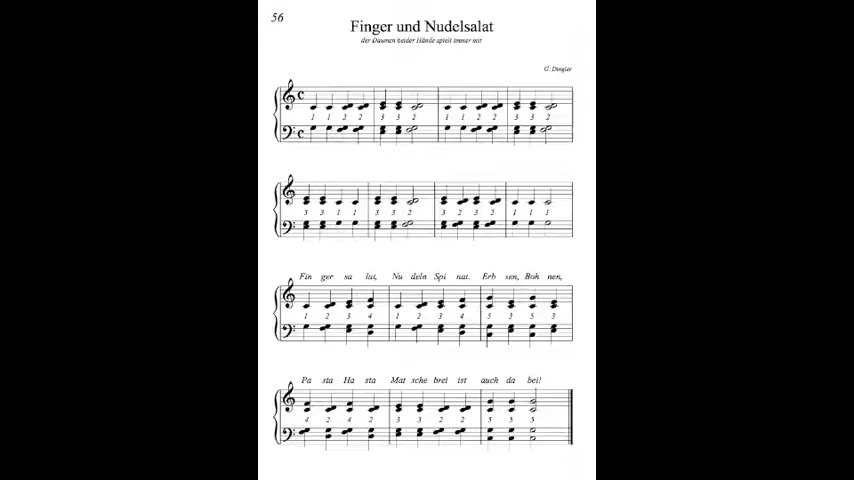 56
Finger und Nudelsalat
der Daumen beider Hände spielt immer mit
G. Dengler
1 1 2 2 3 3 2 1 1 2 2 3 3 2
3 3 1 1 3 3 2 3 2 3 2 1 1 1
Fin ger sa lat, Nu deln Spi nat. Erb sen, Boh nen,
1 2 3 4 1 2 3 4 5 3 5 3
Pa sta Ha sta Mat sche brei ist auch da bei!
4 2 4 2 3 3 2 2 5 5 5